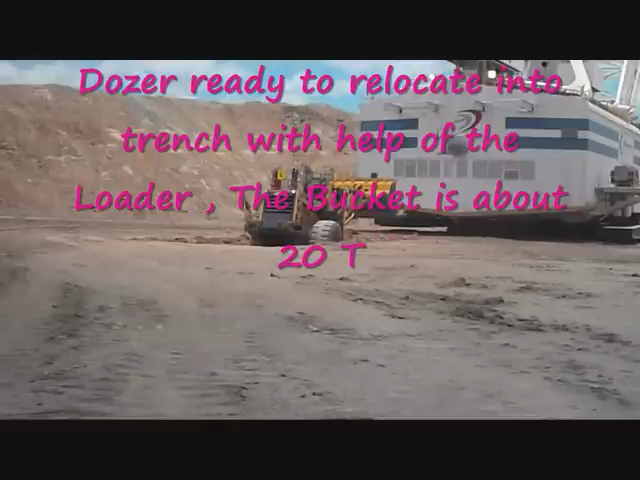 Dozer ready to relocate into
trench with help of the
Loader , The Bucket is about
20 T